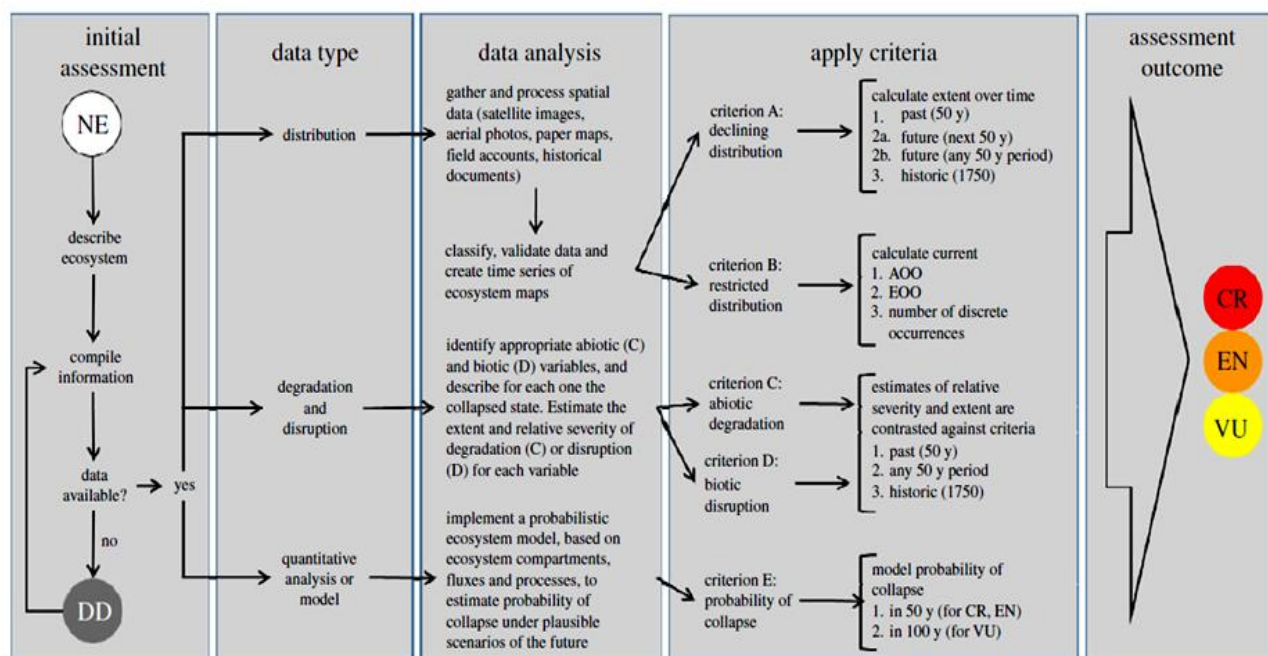 initial
assessment
NE
describe
ecosystem
compile
information
data
available?
yes
no
DD
data type
distribution
degradation
and
disruption
quantitative
analysis or
model
data analysis
gather and process spatial
data (satellite images,
aerial photos, paper maps,
field accounts, historical
documents)
classify, validate data and
create time series of
ecosystem maps
identify appropriate abiotic (C)
and biotic (D) variables, and
describe for each one the
collapsed state. Estimate the
extent and relative severity of
degradation (C) or disruption
(D) for each variable
implement a probabilistic
ecosystem model, based on
ecosystem compartments,
fluxes and processes, to
estimate probability of
collapse under plausible
scenarios of the future
apply criteria
criterion A:
declining
distribution
calculate extent over time
1. past (50 y)
2a. future (next 50 y)
2b. future (any 50 y period)
3. historic (1750)
criterion B:
restricted
distribution
calculate current
1. AOO
2. EOO
3. number of discrete
occurrences
criterion C:
abiotic
degradation
criterion D:
biotic
disruption
estimates of relative
severity and extent are
contrasted against criteria
1. past (50 y)
2. any 50 y period
3. historic (1750)
criterion E:
probability of
collapse
model probability of
collapse
1. in 50 y (for CR, EN)
2. in 100 y (for VU)
assessment
outcome
CR
EN
VU